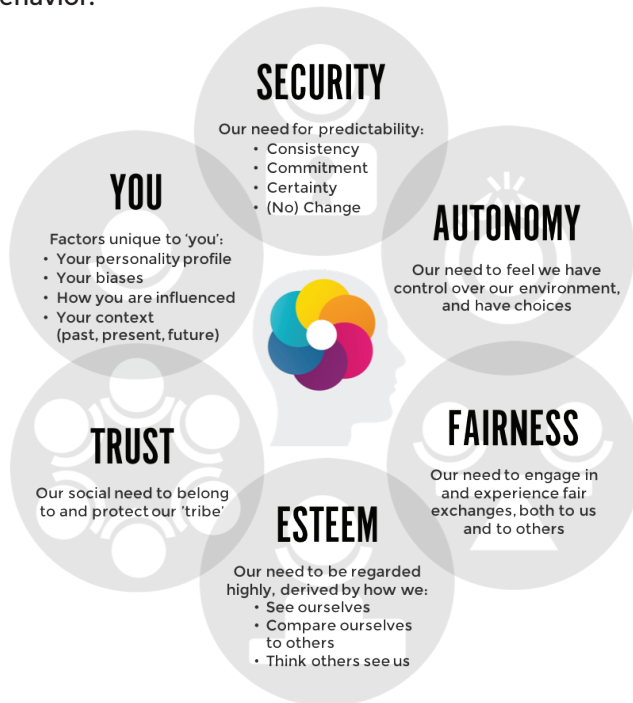 SECURITY
Our need for predictability:
• Consistency
• Commitment
• Certainty
• (No) Change
AUTONOMY
Our need to feel we have
control over our environment,
and have choices
FAIRNESS
Our need to engage in
and experience fair
exchanges, both to us
and to others
ESTEEM
Our need to be regarded
highly, derived by how we:
• See ourselves
• Compare ourselves
to others
• Think others see us
TRUST
Our social need to belong
to and protect our 'tribe'
YOU
Factors unique to 'you':
• Your personality profile
• Your biases
• How you are influenced
• Your context
(past, present, future)